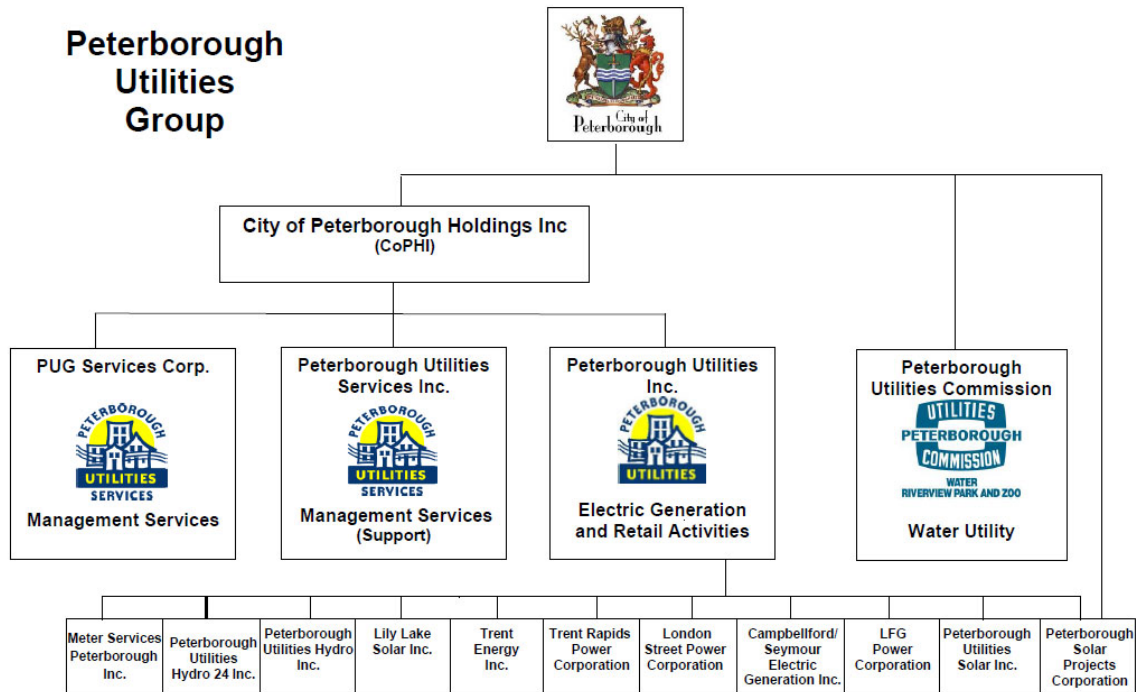 Peterborough
Utilities
Group
City of
Peterborough
City of Peterborough Holdings Inc
(CoPHI)
PUG Services Corp.
PETERBOROUGH
UTILITIES
SERVICES
Management Services
Peterborough Utilities
Services Inc.
PETERBOROUGH
UTILITIES
SERVICES
Management Services
(Support)
Peterborough Utilities
Inc.
PETERBOROUGH
UTILITIES
Electric Generation
and Retail Activities
Peterborough
Utilities Commission
UTILITIES
PETERBOROUGH
COMMISSION
WATER
RIVERVIEW PARK AND ZOO
Water Utility
Meter Services
Peterborough
Inc.
Peterborough
Utilities
Hydro 24 Inc.
Peterborough
Utilities Hydro
Inc.
Lily Lake
Solar Inc.
Trent
Energy
Inc.
Trent Rapids
Power
Corporation
London
Street Power
Corporation
Campbellford/
Seymour
Electric
Generation Inc.
LFG
Power
Corporation
Peterborough
Utilities
Solar Inc.
Peterborough
Solar
Projects
Corporation